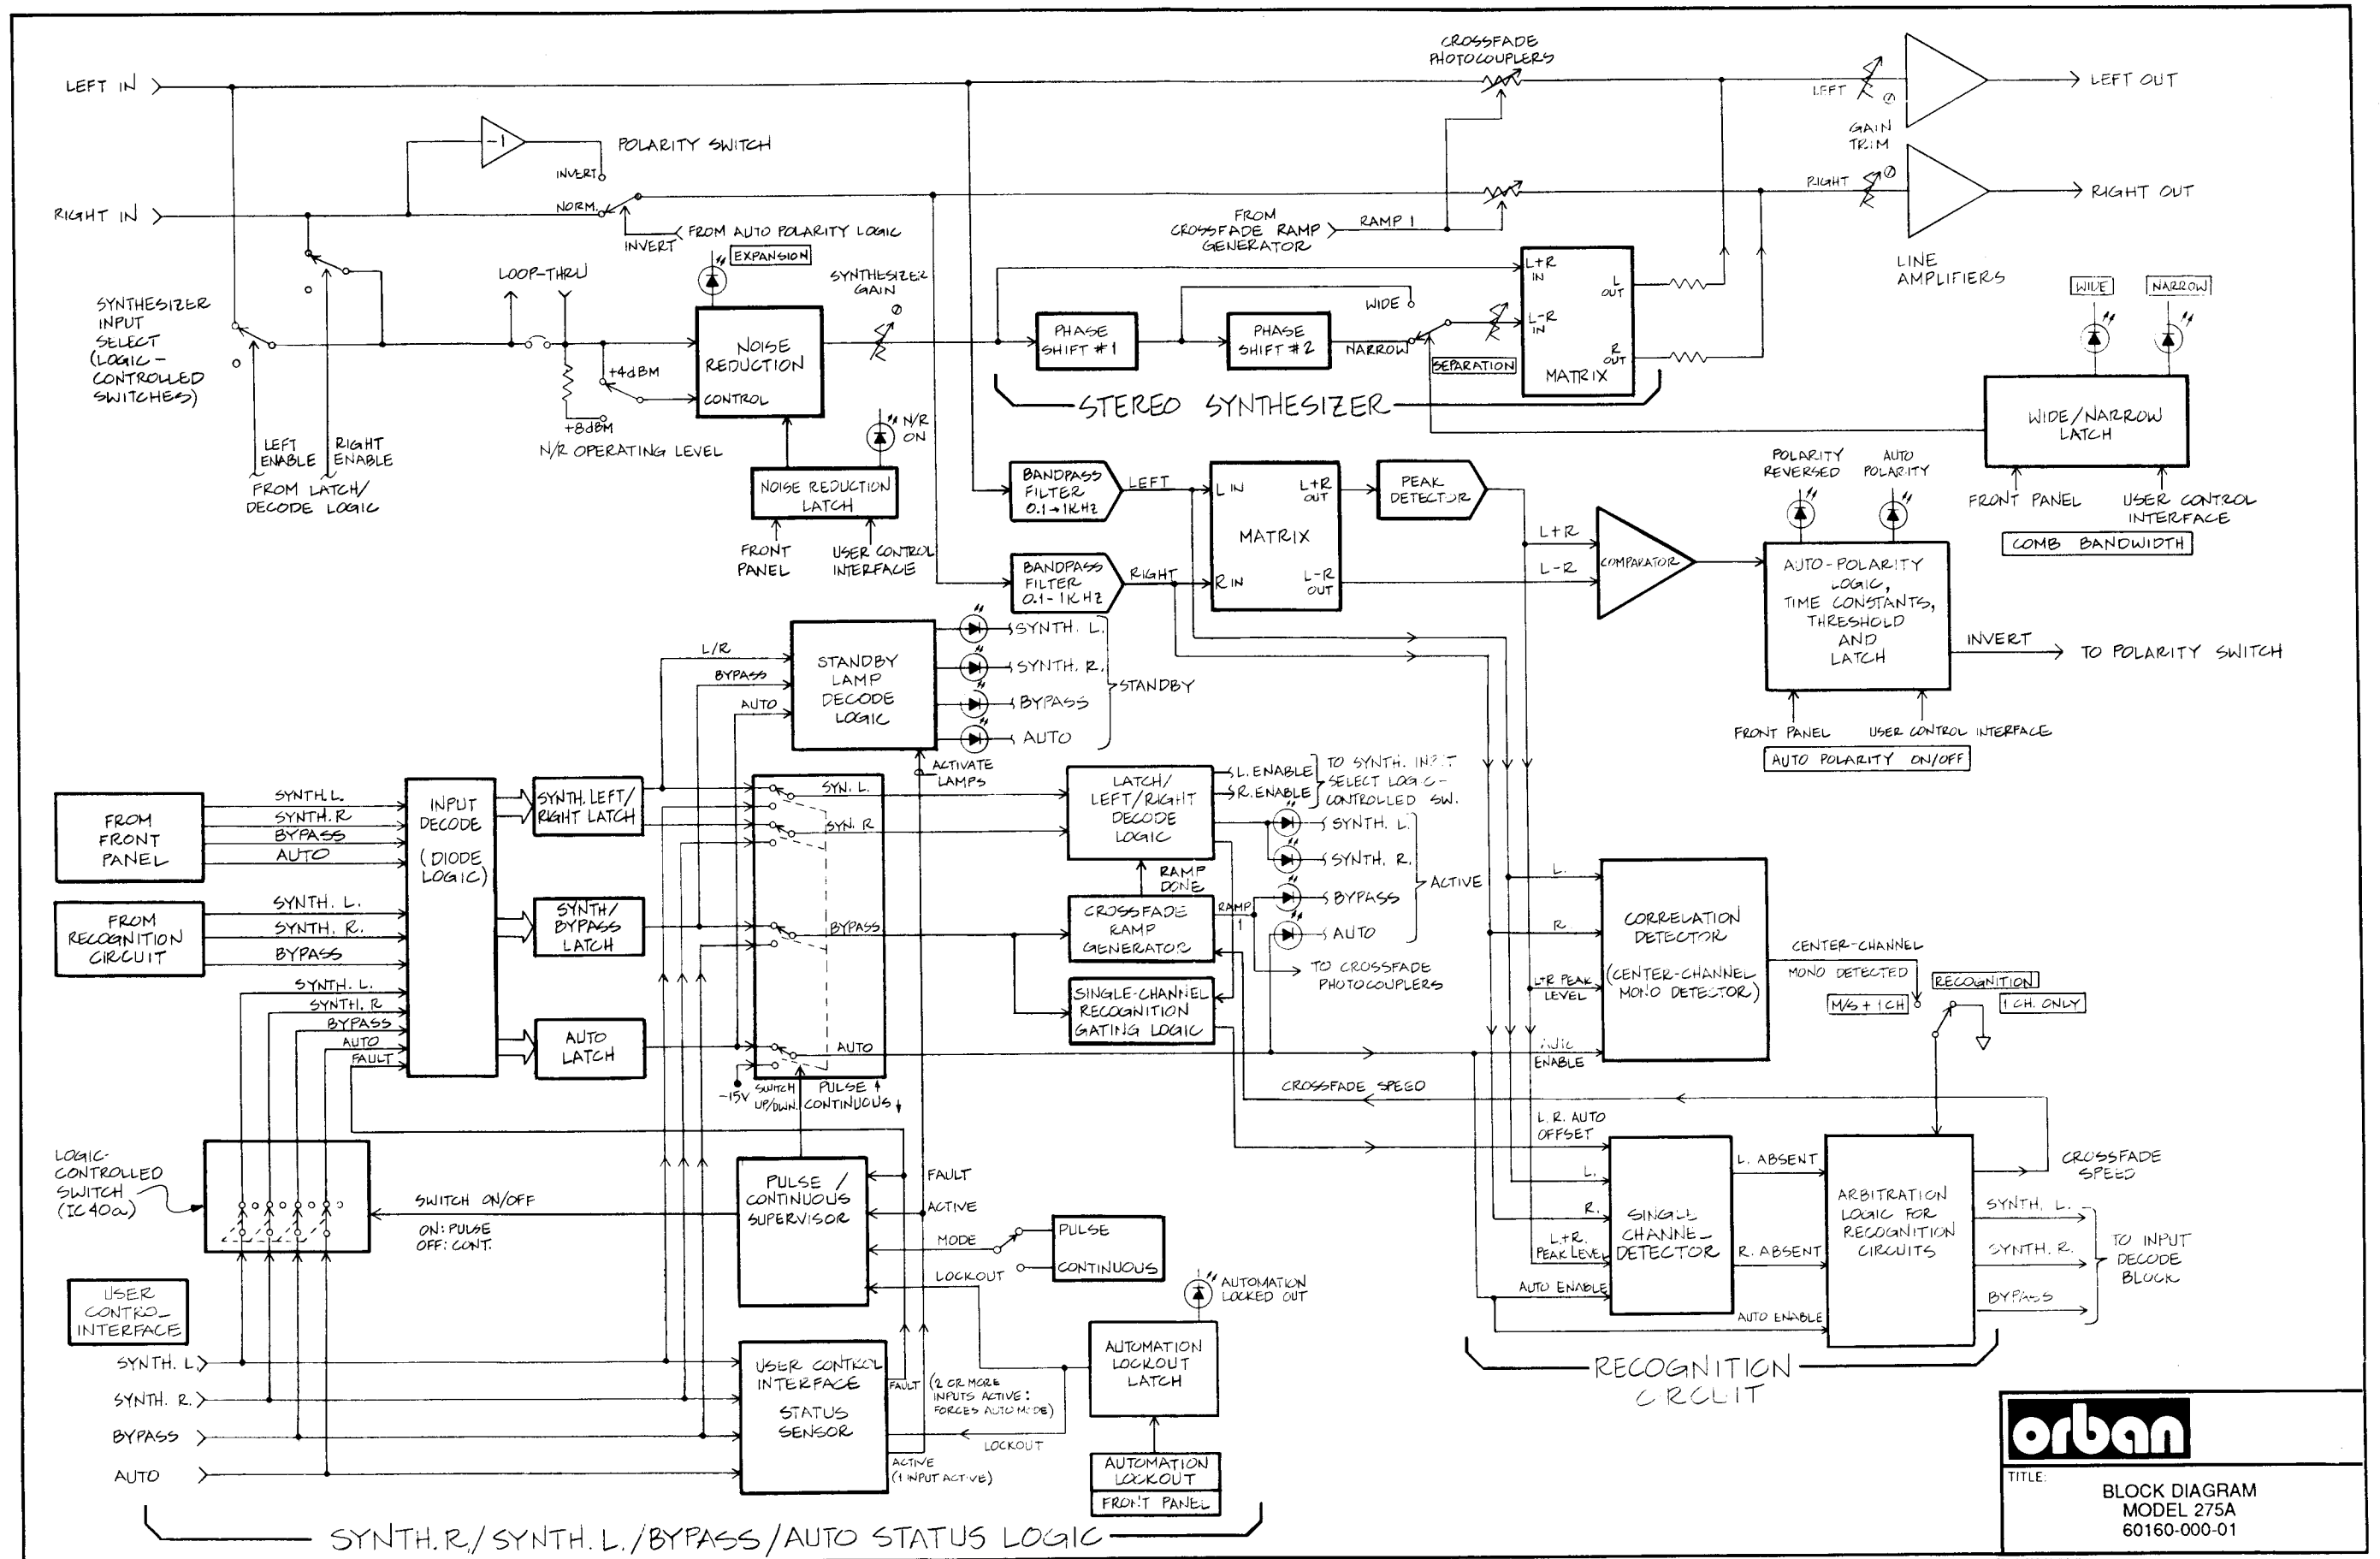 CROSSFADE
PHOTOCOUPLERS
LEFT IN
LEFT
LEFT OUT
GAIN
TRIM
-1
POLARITY SWITCH
INVERT
RIGHT IN
NORM.
INVERT
FROM AUTO POLARITY LOGIC
FROM
CROSSFADE RAMP
GENERATOR
RAMP 1
RIGHT
RIGHT OUT
LINE
AMPLIFIERS
SYNTHESIZER
INPUT
SELECT
(LOGIC-
CONTROLLED
SWITCHES)
LEFT
ENABLE
RIGHT
ENABLE
FROM LATCH/
DECODE LOGIC
LOOP-THRU
+4dBM
+8dBM
N/R OPERATING LEVEL
EXPANSION
NOISE
REDUCTION
CONTROL
N/R
ON
SYNTHESIZER
GAIN
NOISE REDUCTION
LATCH
FRONT
PANEL
USER CONTROL
INTERFACE
PHASE
SHIFT #1
PHASE
SHIFT #2
WIDE
NARROW
SEPARATION
L+R
IN
L-R
IN
L
OUT
R
OUT
MATRIX
STEREO SYNTHESIZER
WIDE
NARROW
WIDE/NARROW
LATCH
FRONT PANEL
USER CONTROL
INTERFACE
COMB BANDWIDTH
BANDPASS
FILTER
0.1→1KHZ
LEFT
BANDPASS
FILTER
0.1-1KHZ
RIGHT
L IN
L+R
OUT
MATRIX
R IN
L-R
OUT
PEAK
DETECTOR
L+R
L-R
COMPARATOR
POLARITY
REVERSED
AUTO
POLARITY
AUTO-POLARITY
LOGIC,
TIME CONSTANTS,
THRESHOLD
AND
LATCH
INVERT
TO POLARITY SWITCH
FRONT PANEL
USER CONTROL INTERFACE
AUTO POLARITY ON/OFF
L/R
BYPASS
AUTO
STANDBY
LAMP
DECODE
LOGIC
SYNTH. L.
SYNTH. R.
BYPASS
AUTO
STANDBY
ACTIVATE
LAMPS
FROM
FRONT
PANEL
SYNTH.L.
SYNTH.R
BYPASS
AUTO
FROM
RECOGNITION
CIRCUIT
SYNTH. L.
SYNTH. R.
BYPASS
SYNTH. L.
SYNTH. R
BYPASS
AUTO
FAULT
INPUT
DECODE
(DIODE
LOGIC)
SYNTH. LEFT/
RIGHT LATCH
SYNTH/
BYPASS
LATCH
AUTO
LATCH
SYN. L.
SYN. R
BYPASS
AUTO
-15V
SWITCH
UP/DWN.
PULSE ↑
CONTINUOUS ↓
LATCH/
LEFT/RIGHT
DECODE
LOGIC
L. ENABLE
R. ENABLE
TO SYNTH. INPUT
SELECT LOGIC-
CONTROLLED SW.
SYNTH. L.
SYNTH. R.
BYPASS
AUTO
ACTIVE
RAMP
DONE
CROSSFADE
RAMP
GENERATOR
RAMP
1
TO CROSSFADE
PHOTOCOUPLERS
SINGLE-CHANNEL
RECOGNITION
GATING LOGIC
L.
R
L+R PEAK
LEVEL
ENABLE
CORRELATION
DETECTOR
(CENTER-CHANNEL
MONO DETECTOR)
CENTER-CHANNEL
MONO DETECTED
RECOGNITION
M/S + 1 CH
1 CH. ONLY
CROSSFADE SPEED
L. R. AUTO
OFFSET
L.
R.
L+R.
PEAK LEVEL
AUTO ENABLE
SINGLE
CHANNEL
DETECTOR
L. ABSENT
R. ABSENT
AUTO ENABLE
ARBITRATION
LOGIC FOR
RECOGNITION
CIRCUITS
CROSSFADE
SPEED
SYNTH. L.
SYNTH. R.
BYPASS
TO INPUT
DECODE
BLOCK
RECOGNITION
CIRCUIT
LOGIC-
CONTROLLED
SWITCH
(IC40a)
SWITCH ON/OFF
ON: PULSE
OFF: CONT.
PULSE /
CONTINUOUS
SUPERVISOR
FAULT
ACTIVE
MODE
LOCKOUT
PULSE
CONTINUOUS
AUTOMATION
LOCKED OUT
USER
CONTROL
INTERFACE
SYNTH. L.
SYNTH. R.
BYPASS
AUTO
USER CONTROL
INTERFACE
STATUS
SENSOR
FAULT
(2 OR MORE
INPUTS ACTIVE:
FORCES AUTO MODE)
LOCKOUT
ACTIVE
(1 INPUT ACTIVE)
AUTOMATION
LOCKOUT
LATCH
AUTOMATION
LOCKOUT
FRONT PANEL
SYNTH.R./SYNTH.L./BYPASS/AUTO STATUS LOGIC
orban
TITLE:
BLOCK DIAGRAM
MODEL 275A
60160-000-01